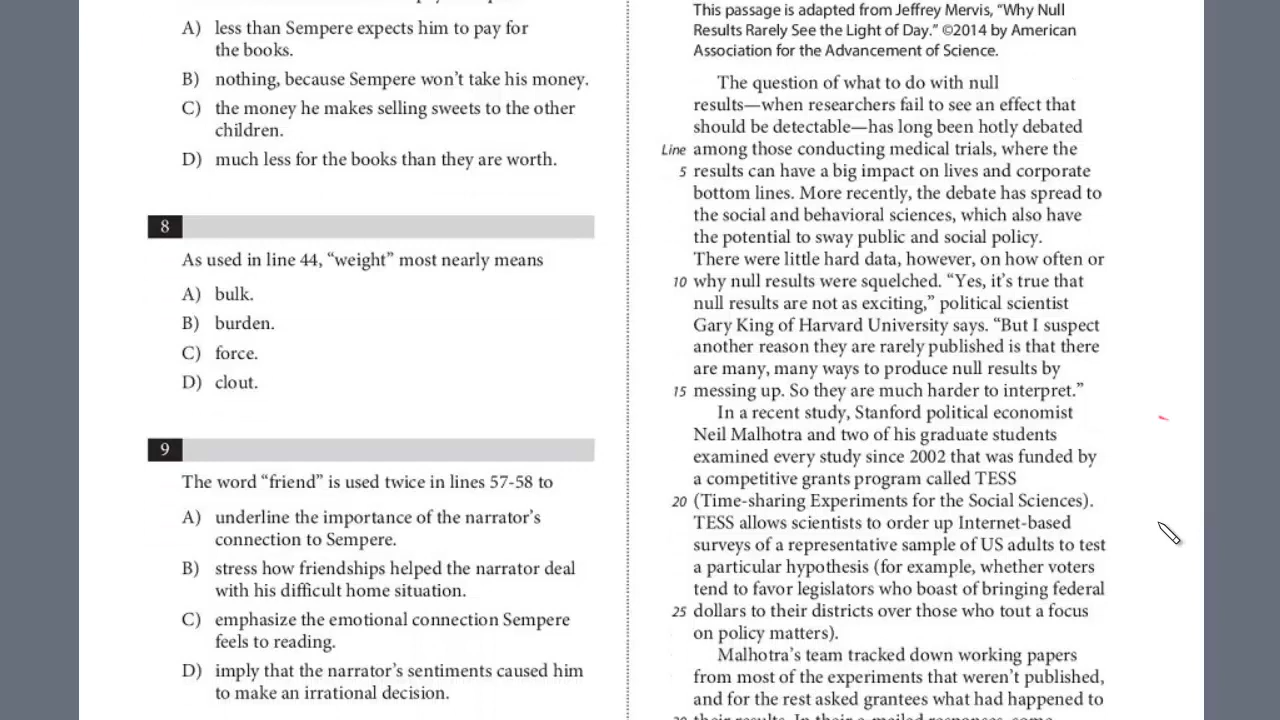 A) less than Sempere expects him to pay for
the books.
B) nothing, because Sempere won’t take his money.
C) the money he makes selling sweets to the other
children.
D) much less for the books than they are worth.
8
As used in line 44, “weight” most nearly means
A) bulk.
B) burden.
C) force.
D) clout.
9
The word “friend” is used twice in lines 57-58 to
A) underline the importance of the narrator’s
connection to Sempere.
B) stress how friendships helped the narrator deal
with his difficult home situation.
C) emphasize the emotional connection Sempere
feels to reading.
D) imply that the narrator’s sentiments caused him
to make an irrational decision.
This passage is adapted from Jeffrey Mervis, “Why Null
Results Rarely See the Light of Day.” ©2014 by American
Association for the Advancement of Science.
The question of what to do with null
results—when researchers fail to see an effect that
should be detectable—has long been hotly debated
Line among those conducting medical trials, where the
5 results can have a big impact on lives and corporate
bottom lines. More recently, the debate has spread to
the social and behavioral sciences, which also have
the potential to sway public and social policy.
There were little hard data, however, on how often or
10 why null results were squelched. “Yes, it’s true that
null results are not as exciting,” political scientist
Gary King of Harvard University says. “But I suspect
another reason they are rarely published is that there
are many, many ways to produce null results by
15 messing up. So they are much harder to interpret.”
In a recent study, Stanford political economist
Neil Malhotra and two of his graduate students
examined every study since 2002 that was funded by
a competitive grants program called TESS
20 (Time-sharing Experiments for the Social Sciences).
TESS allows scientists to order up Internet-based
surveys of a representative sample of US adults to test
a particular hypothesis (for example, whether voters
tend to favor legislators who boast of bringing federal
25 dollars to their districts over those who tout a focus
on policy matters).
Malhotra’s team tracked down working papers
from most of the experiments that weren’t published,
and for the rest asked grantees what had happened to